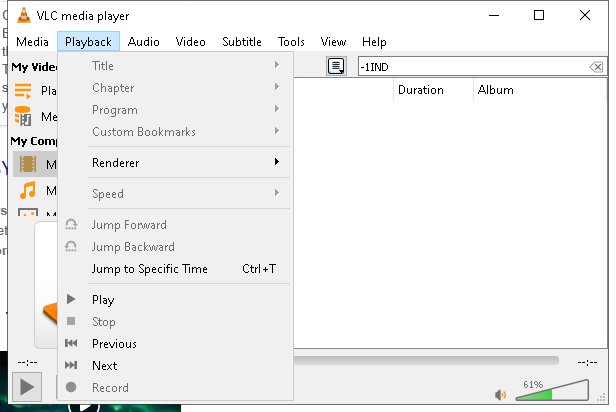 VLC media player
Media Playback Audio Video Subtitle Tools View Help
My Vide
Pla
Me
My Comp
M
M
-1IND
Duration Album
Title
Chapter
Program
Custom Bookmarks
Renderer
Speed
Jump Forward
Jump Backward
Jump to Specific Time Ctrl+T
Play
Stop
Previous
Next
Record
--:-- --:--
61%